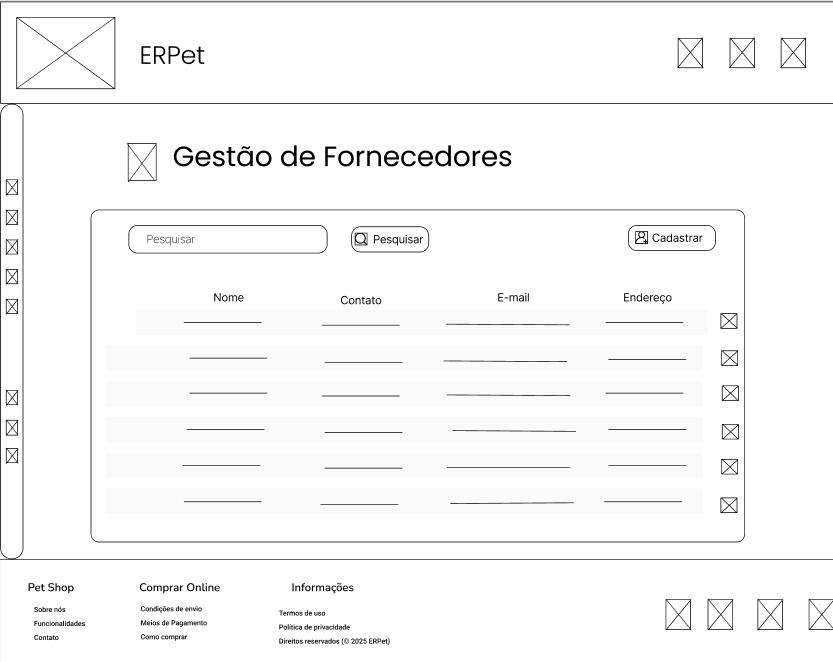 ERPet
Gestão de Fornecedores
Pesquisar
Pesquisar
Cadastrar
Nome
Contato
E-mail
Endereço
Pet Shop
Sobre nós
Funcionalidades
Contato
Comprar Online
Condições de envio
Meios de Pagamento
Como comprar
Informações
Termos de uso
Política de privacidade
Direitos reservados (© 2025 ERPet)